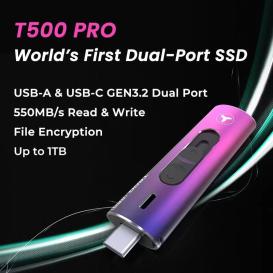 T500 PRO
World's First Dual-Port SSD
USB-A & USB-C GEN3.2 Dual Port
550MB/s Read & Write
File Encryption
Up to 1TB